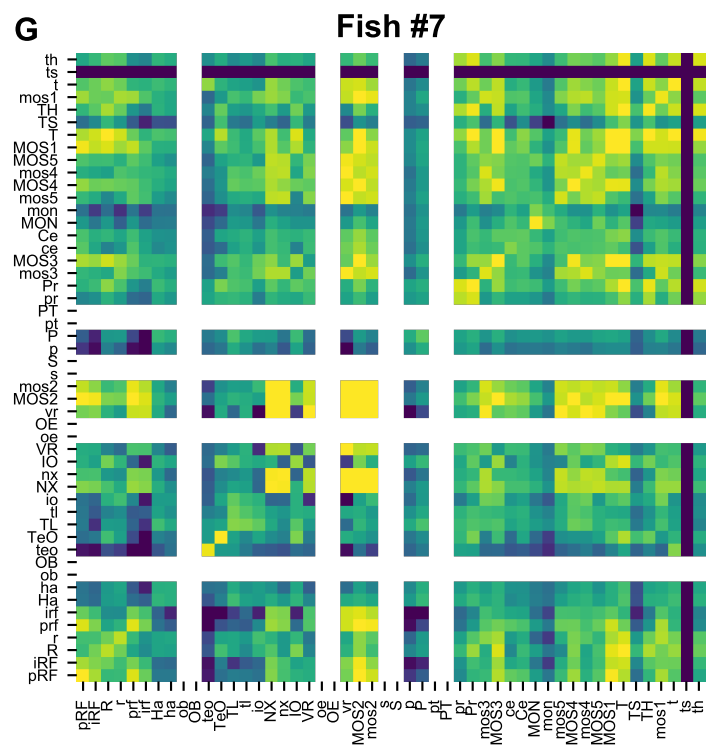 G
Fish #7
th
ts
t
mos1
TH
TS
T
MOS1
MOS5
mos4
MOS4
mos5
mon
MON
Ce
ce
MOS3
mos3
Pr
pr
PT
pt
P
p
S
s
mos2
MOS2
vr
OE
oe
VR
IO
nx
NX
io
tl
TL
TeO
teo
OB
ob
ha
Ha
irf
prf
r
R
iRF
pRF
pRF iRF R r prf irf Ha ha ob OB teo TeO TL tl io NX nx IO VR oe OE vr MOS2 mos2 s S p P pt PT pr Pr mos3 MOS3 ce Ce MON mon mos5 MOS4 mos4 MOS5 MOS1 T TS TH mos1 t ts th